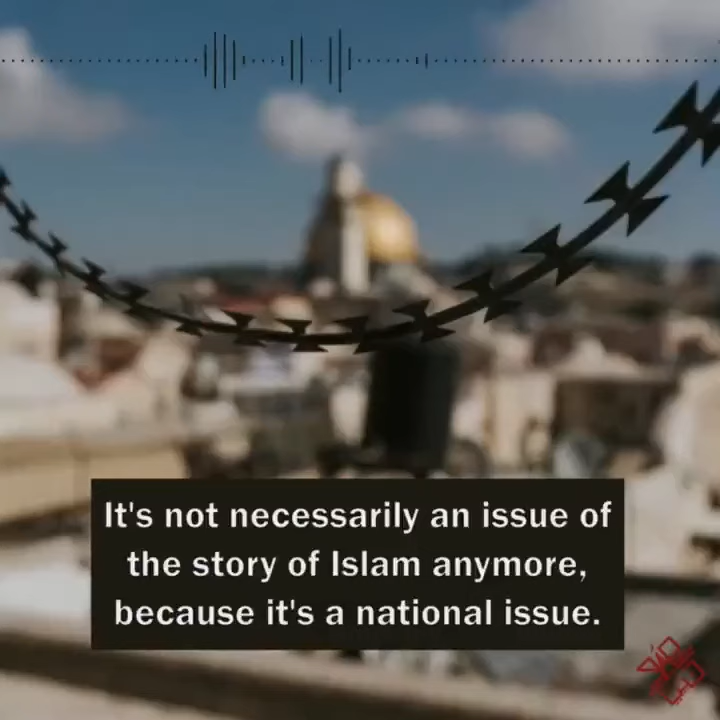 It's not necessarily an issue of
the story of Islam anymore,
because it's a national issue.